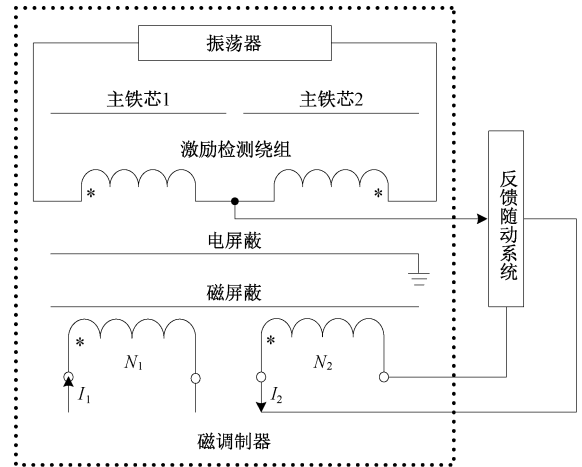 振荡器
主铁芯1 主铁芯2
激励检测绕组
* *
反馈随动系统
电屏蔽
磁屏蔽
* *
N1 N2
I1 I2
磁调制器